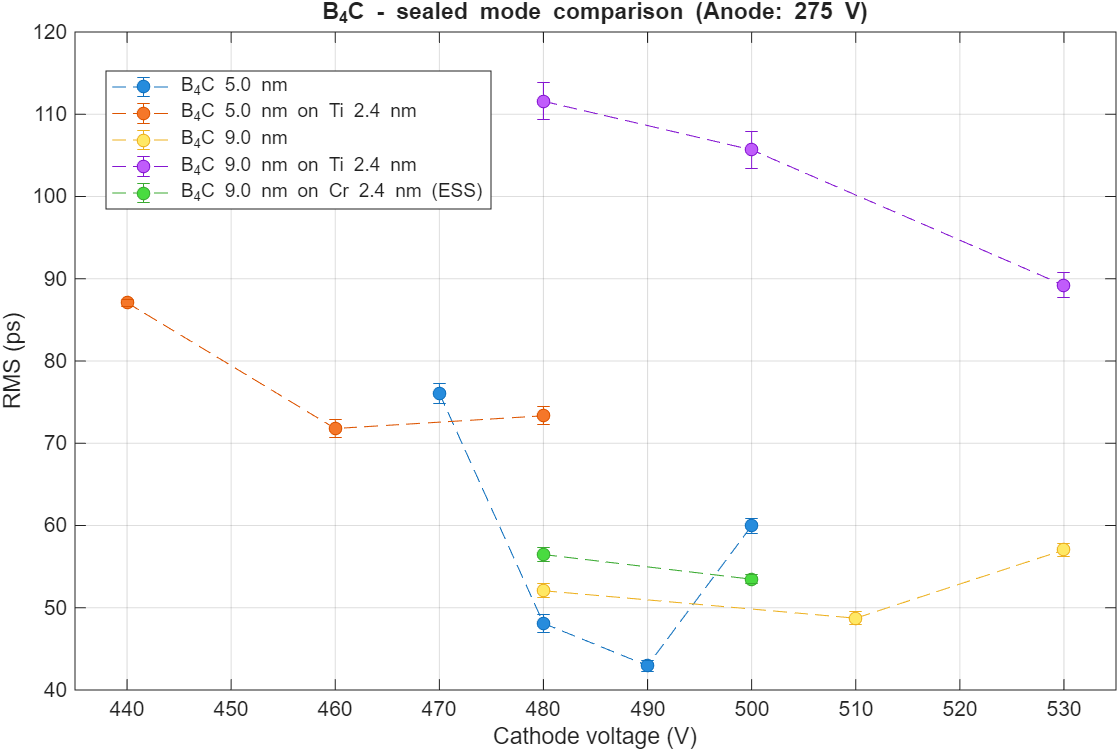 B₄C - sealed mode comparison (Anode: 275 V)
120
110
100
90
80
70
60
50
40
RMS (ps)
B₄C 5.0 nm
B₄C 5.0 nm on Ti 2.4 nm
B₄C 9.0 nm
B₄C 9.0 nm on Ti 2.4 nm
B₄C 9.0 nm on Cr 2.4 nm (ESS)
440 450 460 470 480 490 500 510 520 530
Cathode voltage (V)